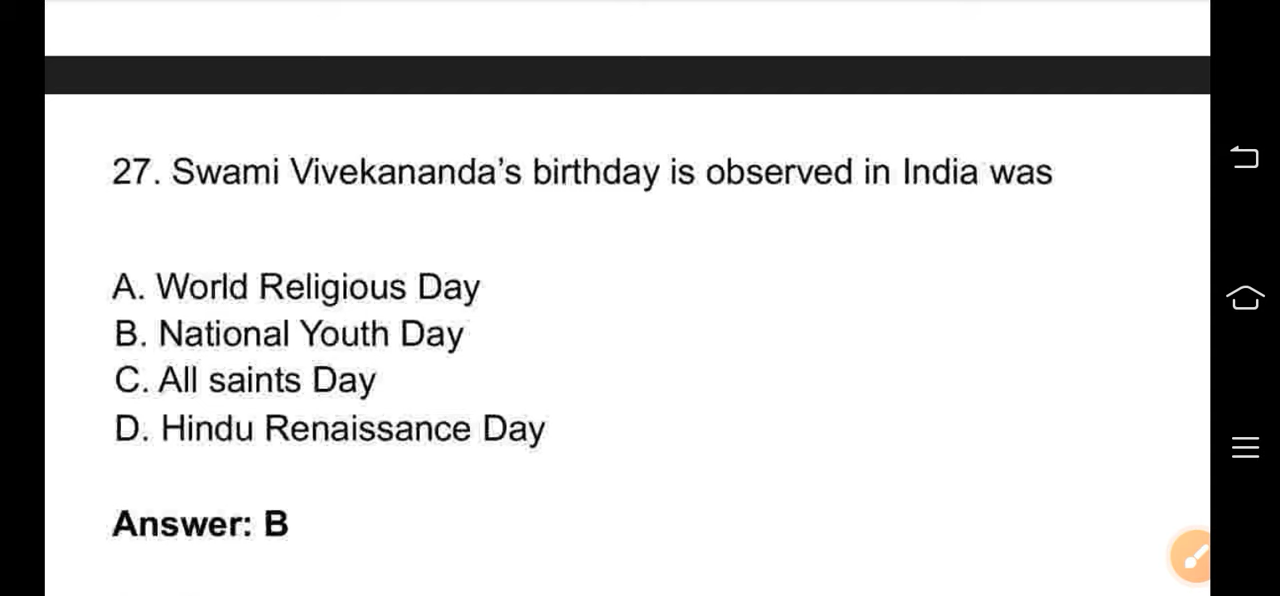 27. Swami Vivekananda’s birthday is observed in India was
A. World Religious Day
B. National Youth Day
C. All saints Day
D. Hindu Renaissance Day
Answer: B